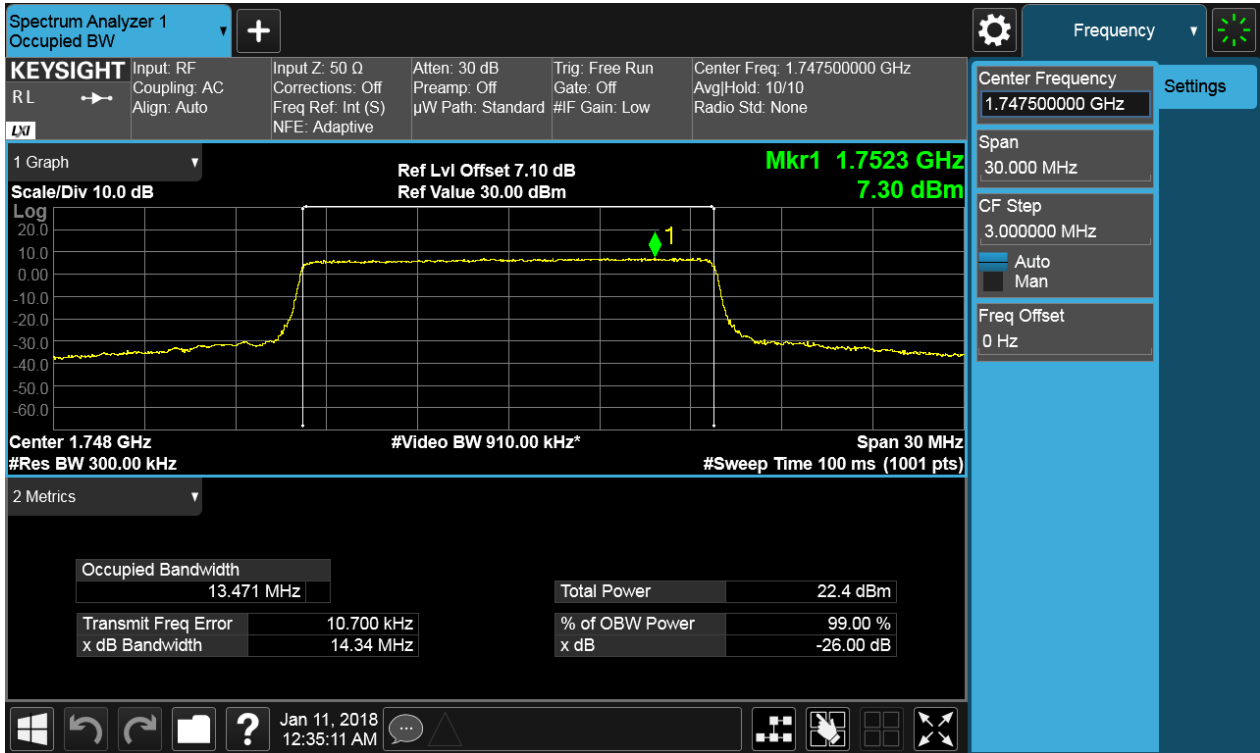 Spectrum Analyzer 1
Occupied BW
+
Frequency
KEYSIGHT
RL
LXI
Input: RF
Coupling: AC
Align: Auto
Input Z: 50 Ω
Corrections: Off
Freq Ref: Int (S)
NFE: Adaptive
Atten: 30 dB
Preamp: Off
µW Path: Standard
Trig: Free Run
Gate: Off
#IF Gain: Low
Center Freq: 1.747500000 GHz
Avg|Hold: 10/10
Radio Std: None
Center Frequency
1.747500000 GHz
Settings
Span
30.000 MHz
CF Step
3.000000 MHz
Auto
Man
Freq Offset
0 Hz
1 Graph
Scale/Div 10.0 dB
Ref Lvl Offset 7.10 dB
Ref Value 30.00 dBm
Mkr1 1.7523 GHz
7.30 dBm
Log
20.0
10.0
0.00
-10.0
-20.0
-30.0
-40.0
-50.0
-60.0
1
Center 1.748 GHz
#Res BW 300.00 kHz
#Video BW 910.00 kHz*
Span 30 MHz
#Sweep Time 100 ms (1001 pts)
2 Metrics
Occupied Bandwidth
13.471 MHz
Total Power 22.4 dBm
Transmit Freq Error 10.700 kHz
% of OBW Power 99.00 %
x dB Bandwidth 14.34 MHz
x dB -26.00 dB
?
Jan 11, 2018
12:35:11 AM